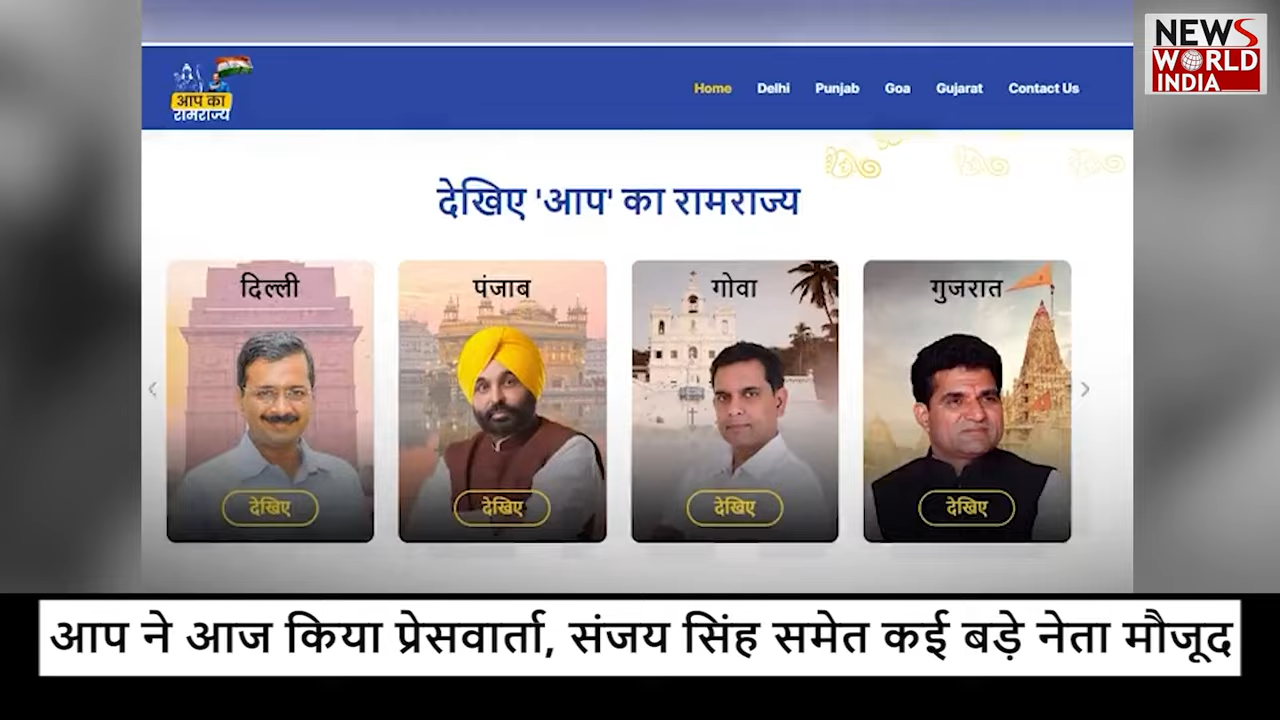 NEWS
WORLD
INDIA
आप का
रामराज्य
Home Delhi Punjab Goa Gujarat Contact Us
देखिए 'आप' का रामराज्य
दिल्ली पंजाब गोवा गुजरात
देखिए देखिए देखिए देखिए
आप ने आज किया प्रेसवार्ता, संजय सिंह समेत कई बड़े नेता मौजूद